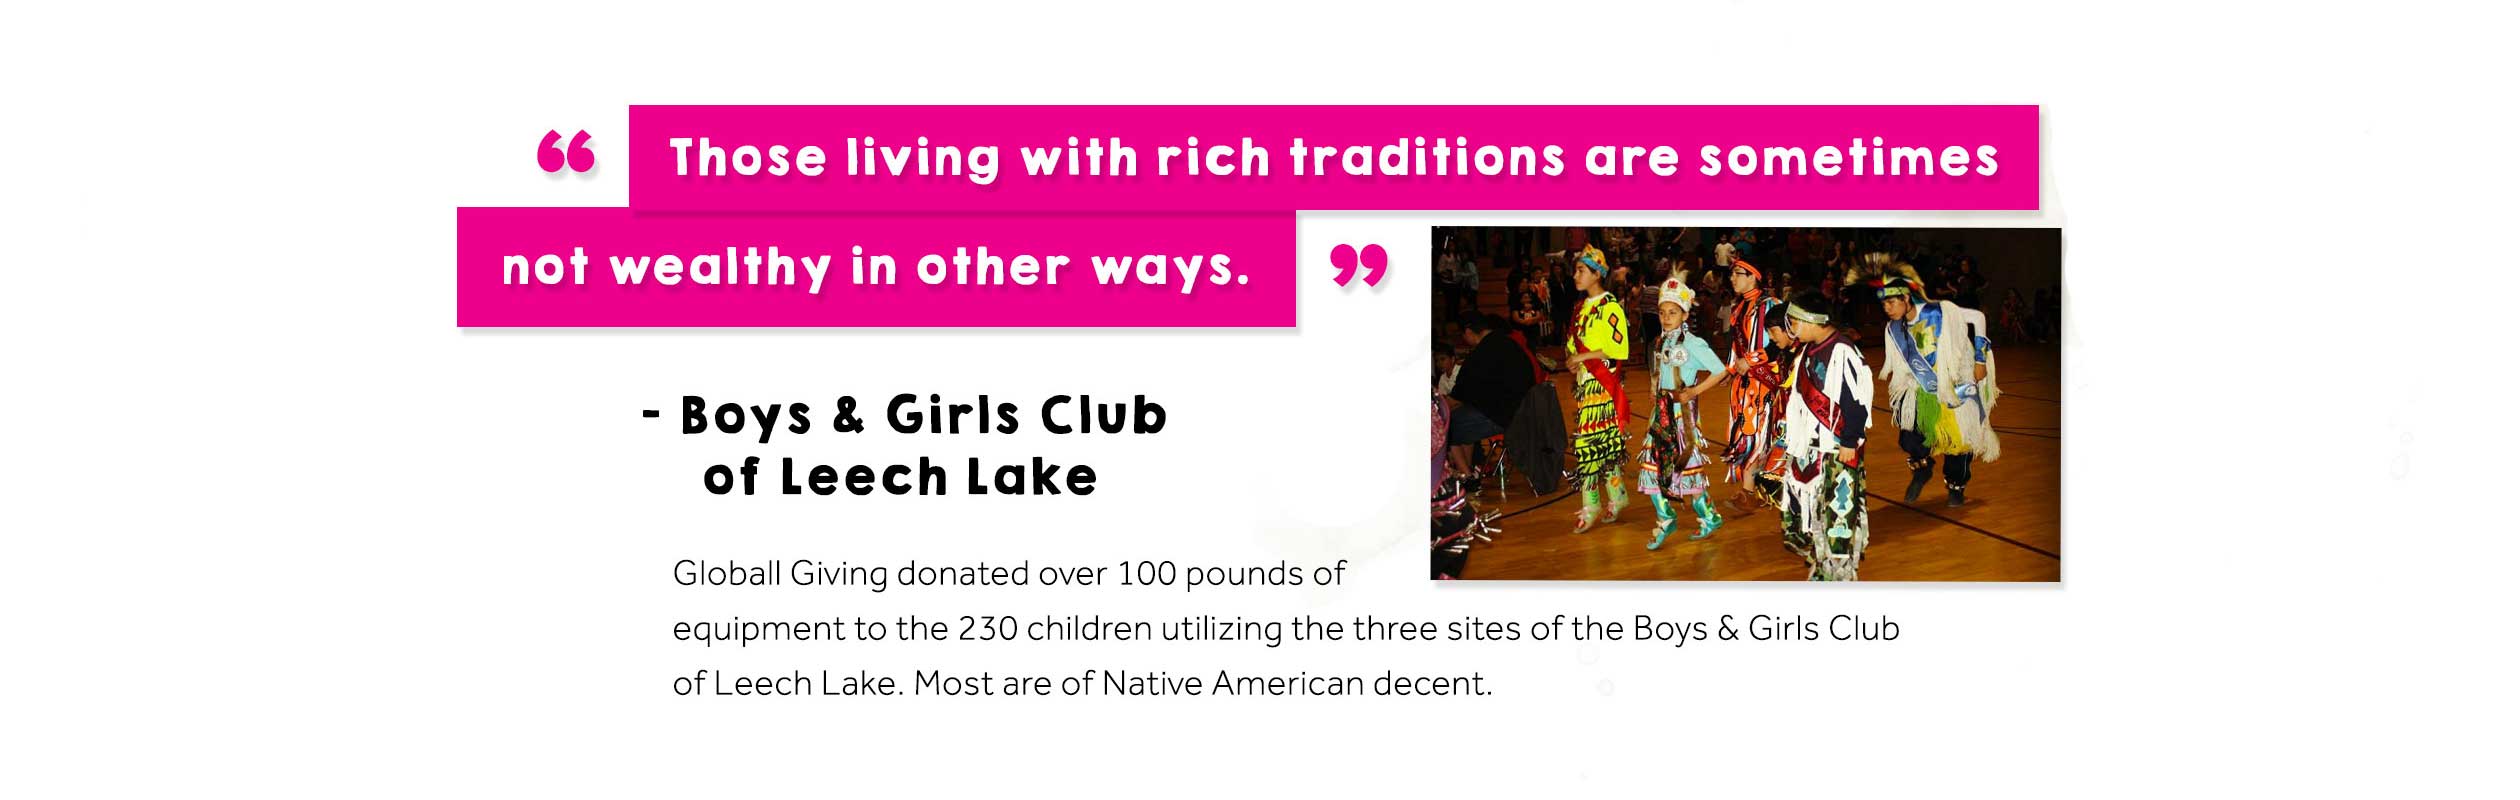 “ Those living with rich traditions are sometimes
not wealthy in other ways. ”
- Boys & Girls Club
of Leech Lake
Globall Giving donated over 100 pounds of
equipment to the 230 children utilizing the three sites of the Boys & Girls Club
of Leech Lake. Most are of Native American decent.